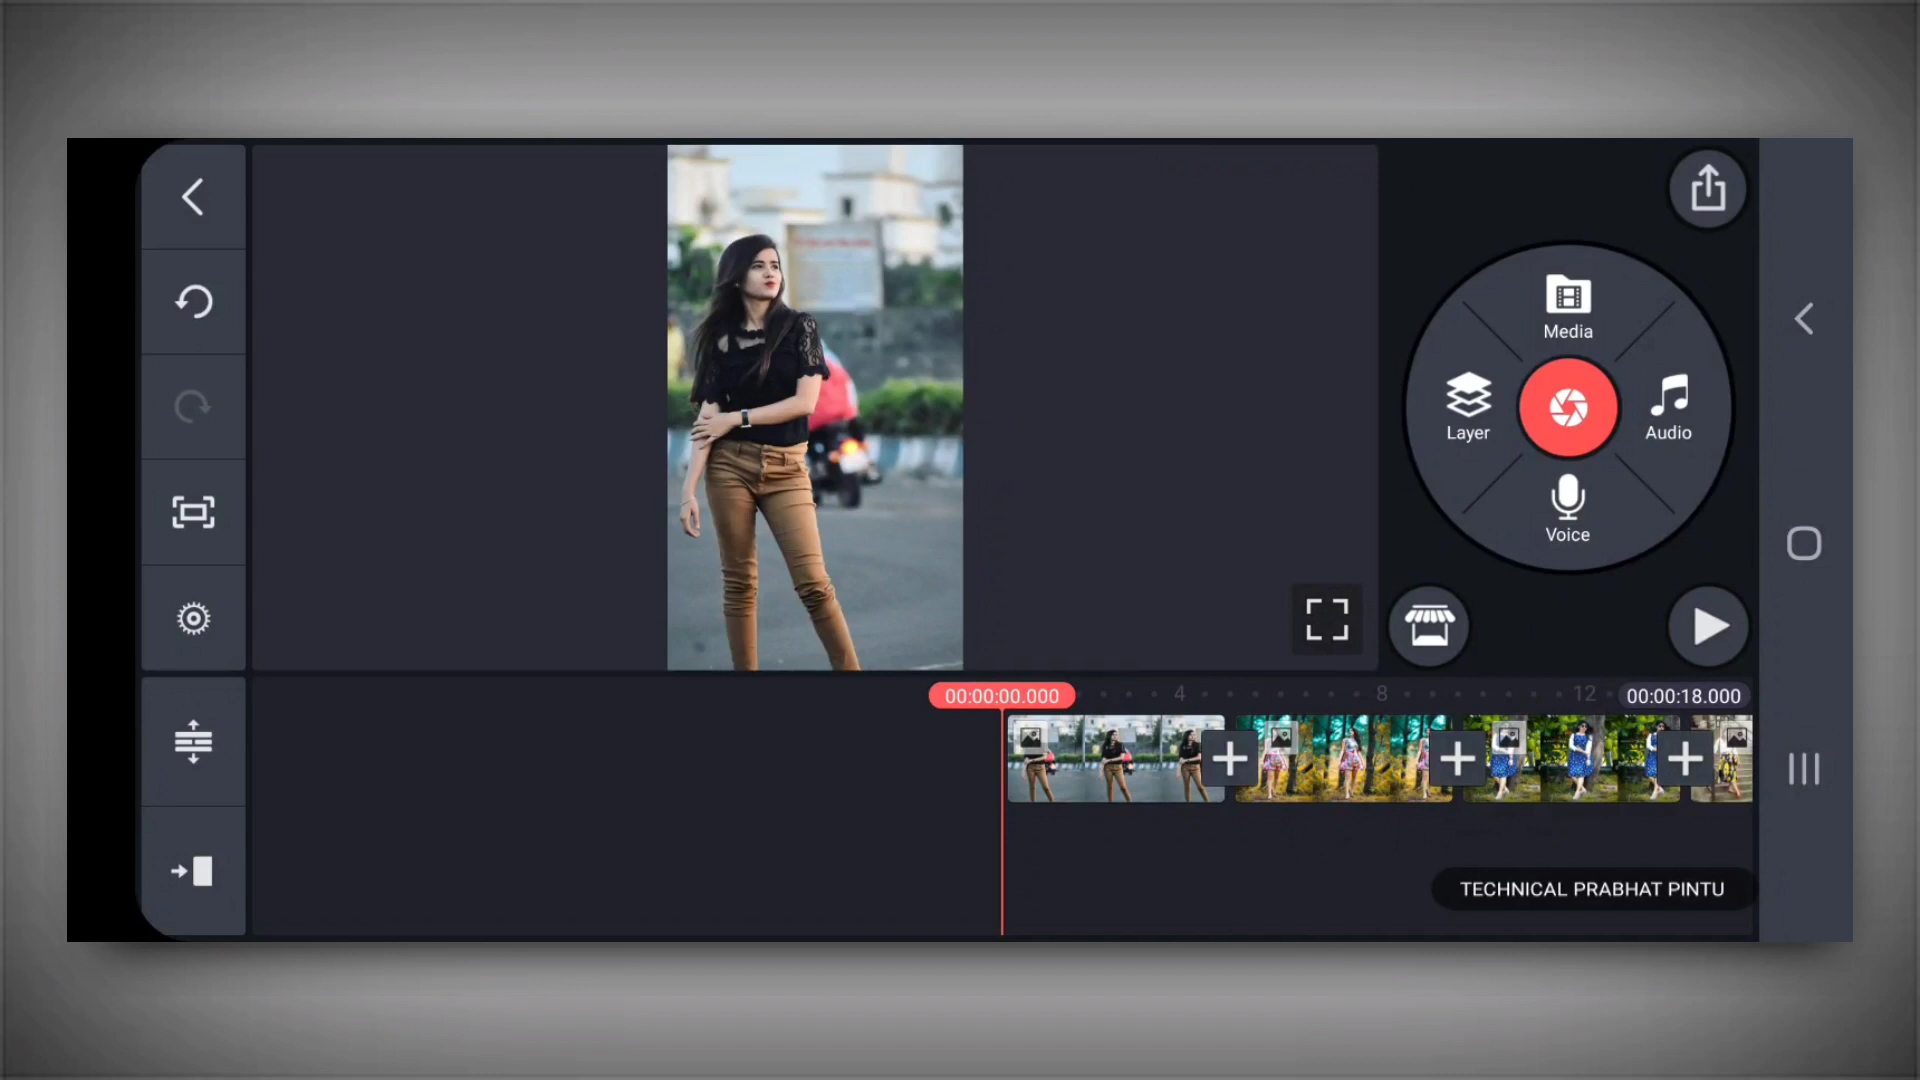 Media
Layer
Audio
Voice
00:00:00.000
4
8
12
00:00:18.000
TECHNICAL PRABHAT PINTU